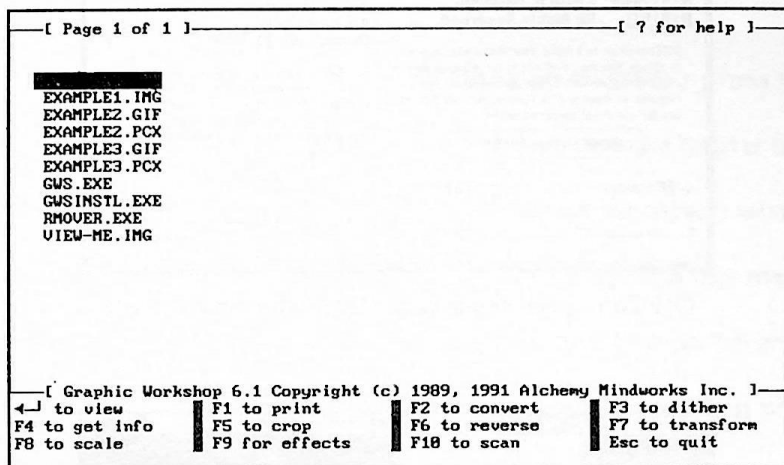 [ Page 1 of 1 ] [ ? for help ]
EXAMPLE1.IMG
EXAMPLE2.GIF
EXAMPLE2.PCX
EXAMPLE3.GIF
EXAMPLE3.PCX
GWS.EXE
GWSINSTL.EXE
RMOVER.EXE
VIEW-ME.IMG
[ Graphic Workshop 6.1 Copyright (c) 1989, 1991 Alchemy Mindworks Inc. ]
to view F1 to print F2 to convert F3 to dither
F4 to get info F5 to crop F6 to reverse F7 to transform
F8 to scale F9 for effects F10 to scan Esc to quit